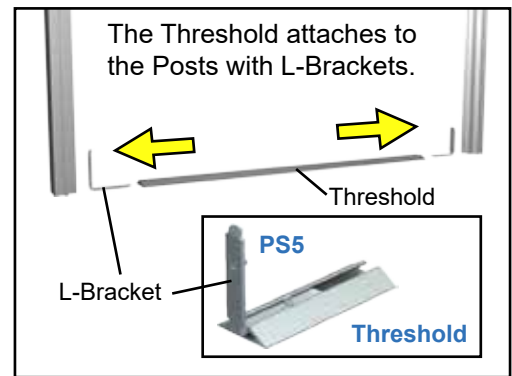 The Threshold attaches to
the Posts with L-Brackets.
Threshold
PS5
L-Bracket
Threshold